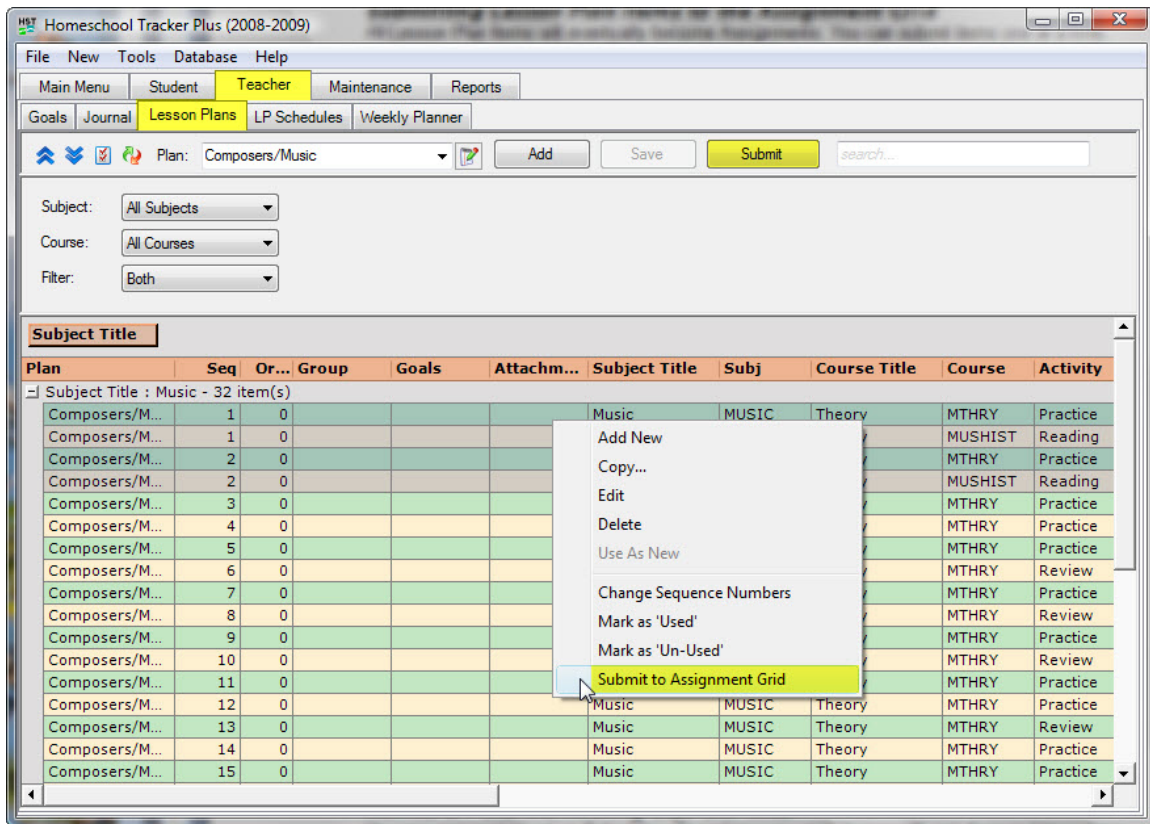 HST Homeschool Tracker Plus (2008-2009)
File New Tools Database Help
Main Menu Student Teacher Maintenance Reports
Goals Journal Lesson Plans LP Schedules Weekly Planner
Plan: Composers/Music Add Save Submit search...
Subject: All Subjects
Course: All Courses
Filter: Both
Subject Title
Plan Seq Or... Group Goals Attachm... Subject Title Subj Course Title Course Activity
Subject Title : Music - 32 item(s)
Composers/M... 1 0 Music MUSIC Theory MTHRY Practice
Composers/M... 1 0 MUSHIST Reading
Composers/M... 2 0 MTHRY Practice
Composers/M... 2 0 MUSHIST Reading
Composers/M... 3 0 MTHRY Practice
Composers/M... 4 0 MTHRY Practice
Composers/M... 5 0 MTHRY Practice
Composers/M... 6 0 MTHRY Review
Composers/M... 7 0 MTHRY Practice
Composers/M... 8 0 MTHRY Review
Composers/M... 9 0 MTHRY Practice
Composers/M... 10 0 MTHRY Review
Composers/M... 11 0 MTHRY Practice
Composers/M... 12 0 Music MUSIC Theory MTHRY Practice
Composers/M... 13 0 Music MUSIC Theory MTHRY Review
Composers/M... 14 0 Music MUSIC Theory MTHRY Practice
Composers/M... 15 0 Music MUSIC Theory MTHRY Practice
Add New
Copy...
Edit
Delete
Use As New
Change Sequence Numbers
Mark as 'Used'
Mark as 'Un-Used'
Submit to Assignment Grid